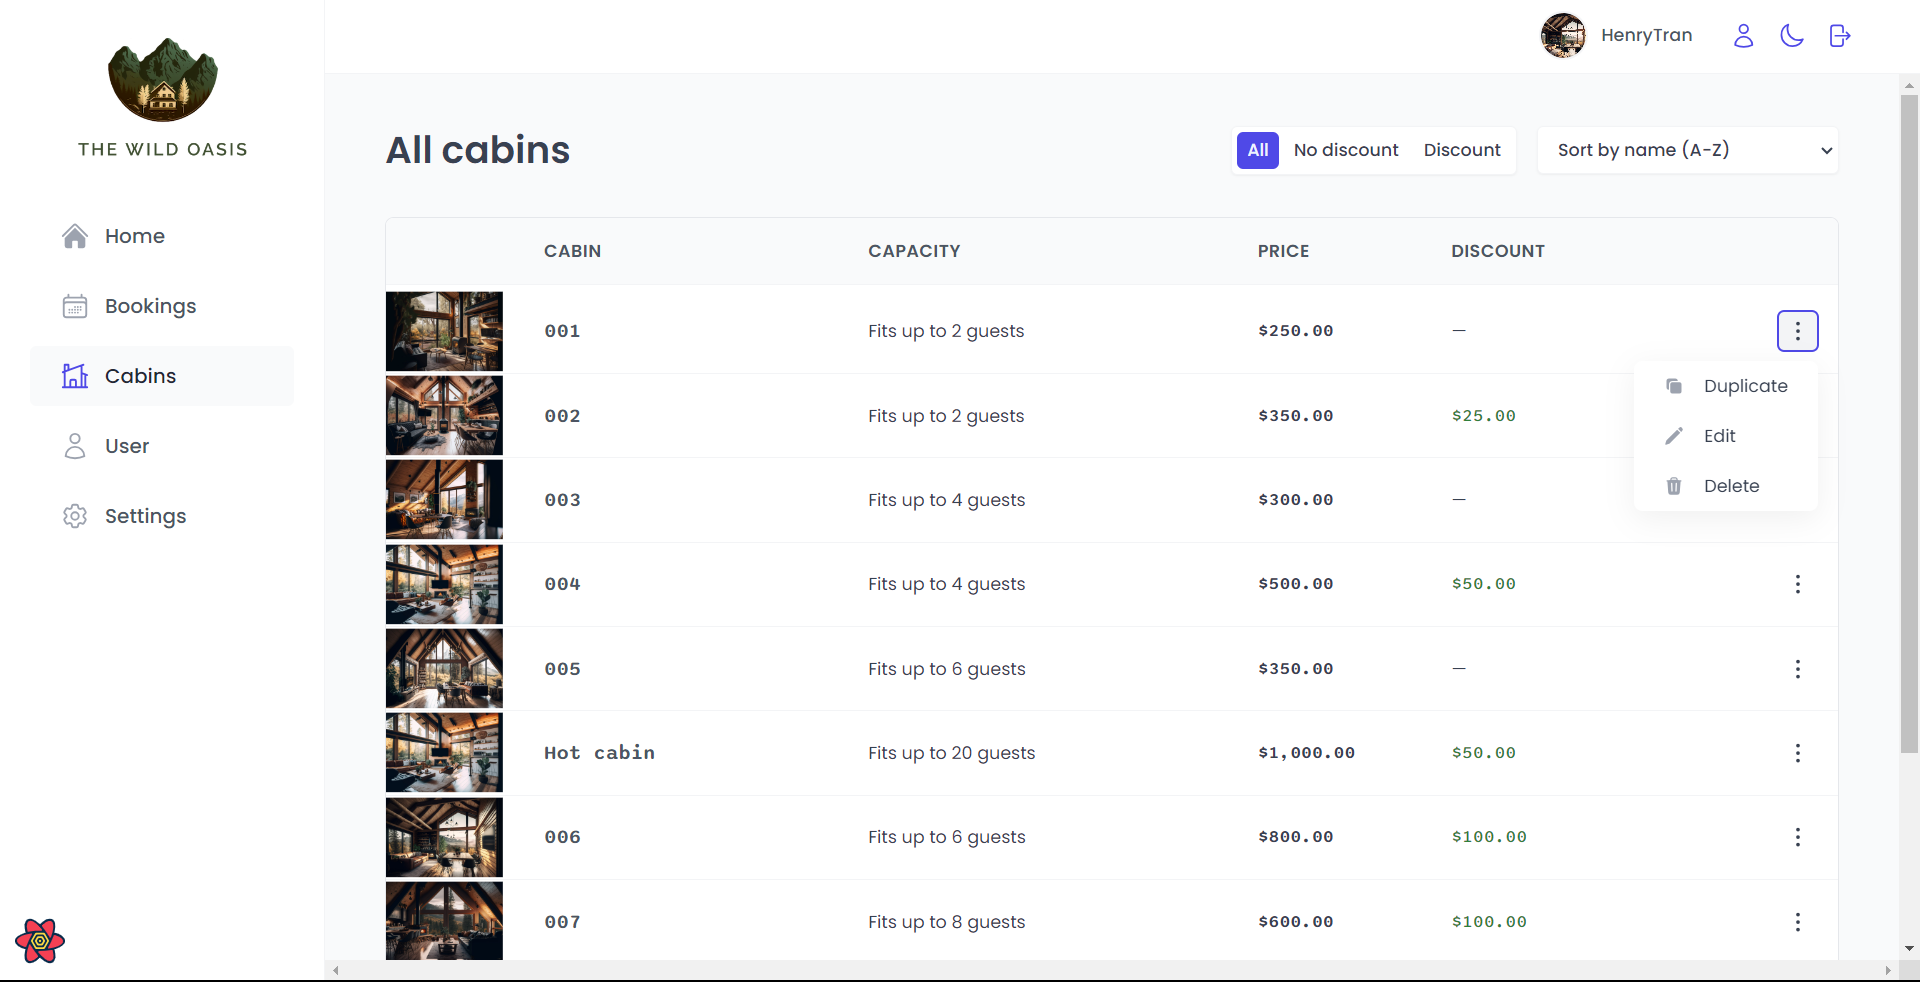 HenryTran
THE WILD OASIS
Home
Bookings
Cabins
User
Settings
All cabins
All No discount Discount
Sort by name (A-Z)
CABIN CAPACITY PRICE DISCOUNT
001 Fits up to 2 guests $250.00 —
002 Fits up to 2 guests $350.00 $25.00
003 Fits up to 4 guests $300.00 —
004 Fits up to 4 guests $500.00 $50.00
005 Fits up to 6 guests $350.00 —
Hot cabin Fits up to 20 guests $1,000.00 $50.00
006 Fits up to 6 guests $800.00 $100.00
007 Fits up to 8 guests $600.00 $100.00
Duplicate
Edit
Delete